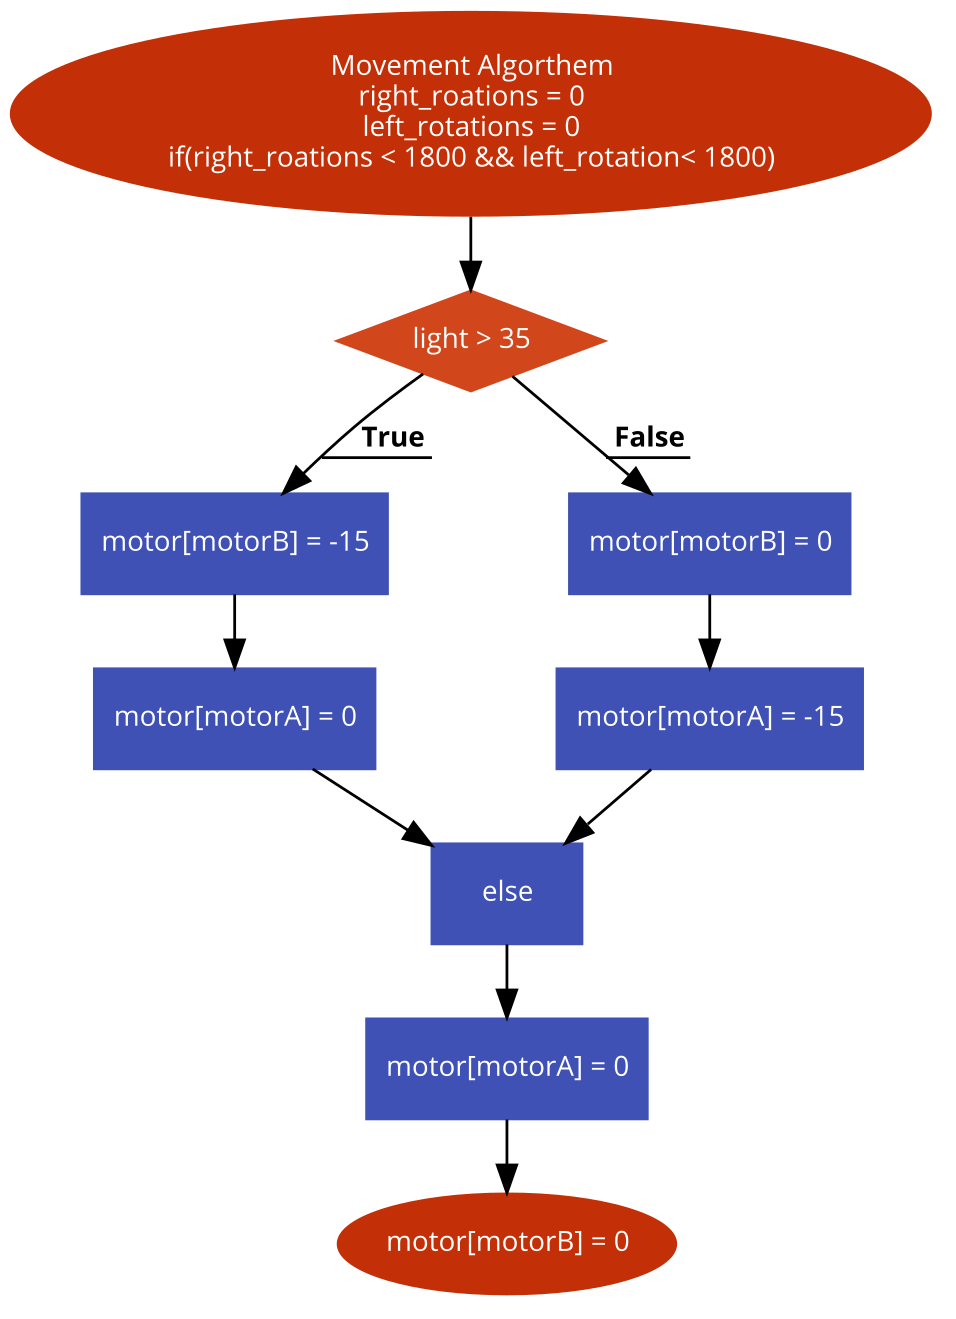 Movement Algorthem
right_roations = 0
left_rotations = 0
if(right_roations < 1800 && left_rotation< 1800)
light > 35
True
False
motor[motorB] = -15
motor[motorB] = 0
motor[motorA] = 0
motor[motorA] = -15
else
motor[motorA] = 0
motor[motorB] = 0